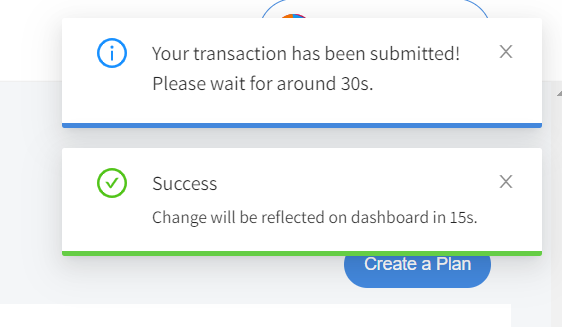 Your transaction has been submitted!
Please wait for around 30s.
Success
Change will be reflected on dashboard in 15s.
Create a Plan